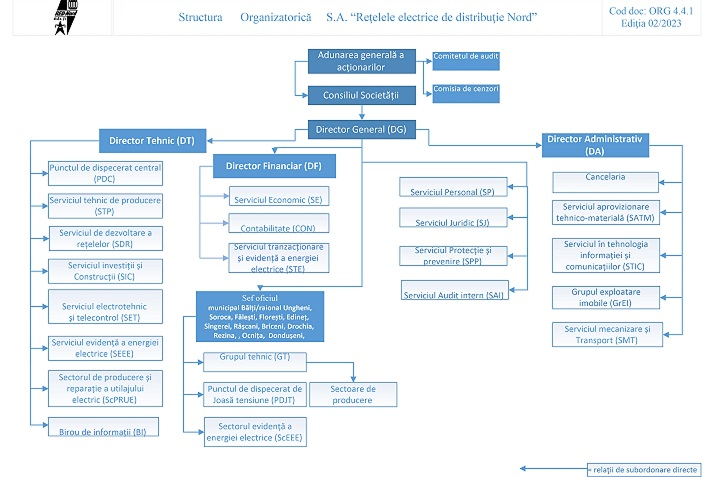 Structura Organizatorică S.A. “Rețelele electrice de distribuție Nord”
Cod doc: ORG 4.4.1
Ediția 02/2023
Adunarea generală a
acționarilor
Comitetul de audit
Comisia de cenzori
Consiliul Societății
Director General (DG)
Director Tehnic (DT)
Punctul de dispecerat central
(PDC)
Serviciul tehnic de producere
(STP)
Serviciul de dezvoltare a
rețelelor (SDR)
Serviciul investiții și
Construcții (SIC)
Serviciul electrotehnic
și telecontrol (SET)
Serviciul evidență a energiei
electrice (SEEE)
Sectorul de producere și
reparație a utilajului
electric (ScPRUE)
Birou de informații (BI)
Director Financiar (DF)
Serviciul Economic (SE)
Contabilitate (CON)
Serviciul tranzacționare
și evidență a energiei
electrice (STE)
Sef oficiul
municipal Bălți/raional Ungheni,
Soroca, Fălești, Florești, Edineț,
Sîngerei, Râșcani, Briceni, Drochia,
Rezina, , Ocnița, Dondușeni,
Grupul tehnic (GT)
Punctul de dispecerat de
Joasă tensiune (PDJT)
Sectoare de
producere
Sectorul evidență a
energiei electrice (ScEEE)
Serviciul Personal (SP)
Serviciul Juridic (SJ)
Serviciul Protecție și
prevenire (SPP)
Serviciul Audit intern (SAI)
Director Administrativ
(DA)
Cancelaria
Serviciul aprovizionare
tehnico-materială (SATM)
Serviciul în tehnologia
informației și
comunicațiilor (STIC)
Grupul exploatare
imobile (GrEI)
Serviciul mecanizare și
Transport (SMT)
= relații de subordonare directe